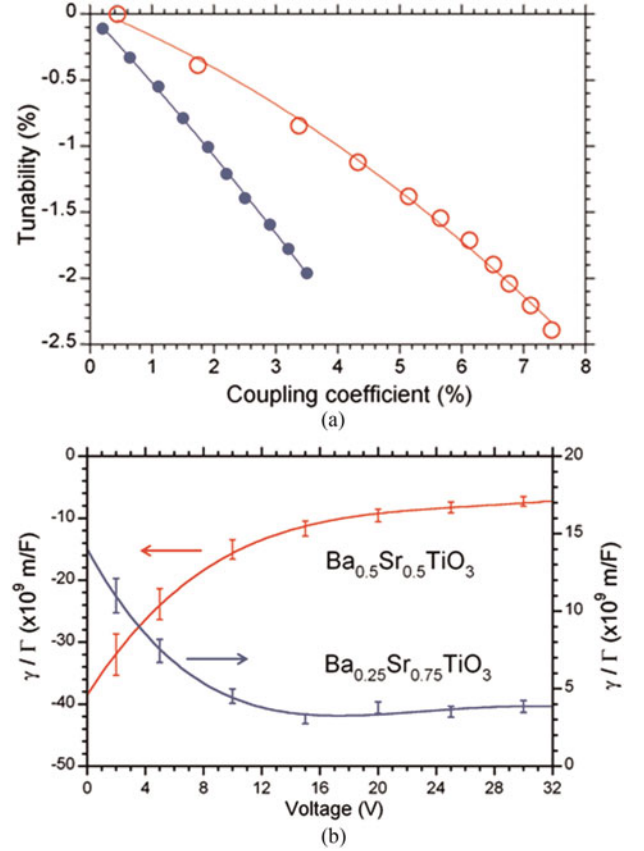 0
-0.5
-1
-1.5
-2
-2.5
Tunability (%)
0 1 2 3 4 5 6 7 8
Coupling coefficient (%)
(a)
0
-10
-20
-30
-40
-50
γ / Γ (x10⁹ m/F)
20
15
10
5
0
γ / Γ (x10⁹ m/F)
Ba₀.₅Sr₀.₅TiO₃
Ba₀.₂₅Sr₀.₇₅TiO₃
0 4 8 12 16 20 24 28 32
Voltage (V)
(b)